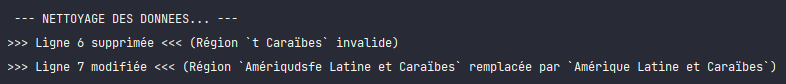 --- NETTOYAGE DES DONNEES... ---
>>> Ligne 6 supprimée <<< (Région `t Caraïbes` invalide)
>>> Ligne 7 modifiée <<< (Région `Amériqudsfe Latine et Caraïbes` remplacée par `Amérique Latine et Caraïbes`)